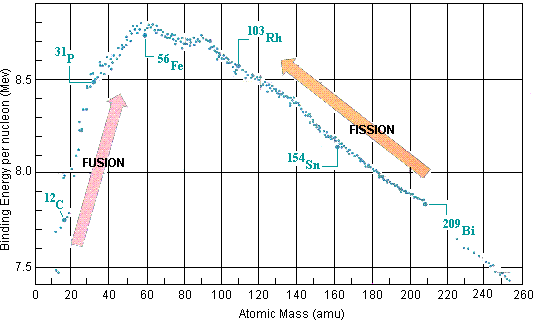 103Rh
31P
56Fe
8.5
FISSION
FUSION
154Sn
8.0
12C
209Bi
7.5
0 20 40 60 80 100 120 140 160 180 200 220 240 260
Atomic Mass (amu)
Binding Energy per nucleon (Mev)